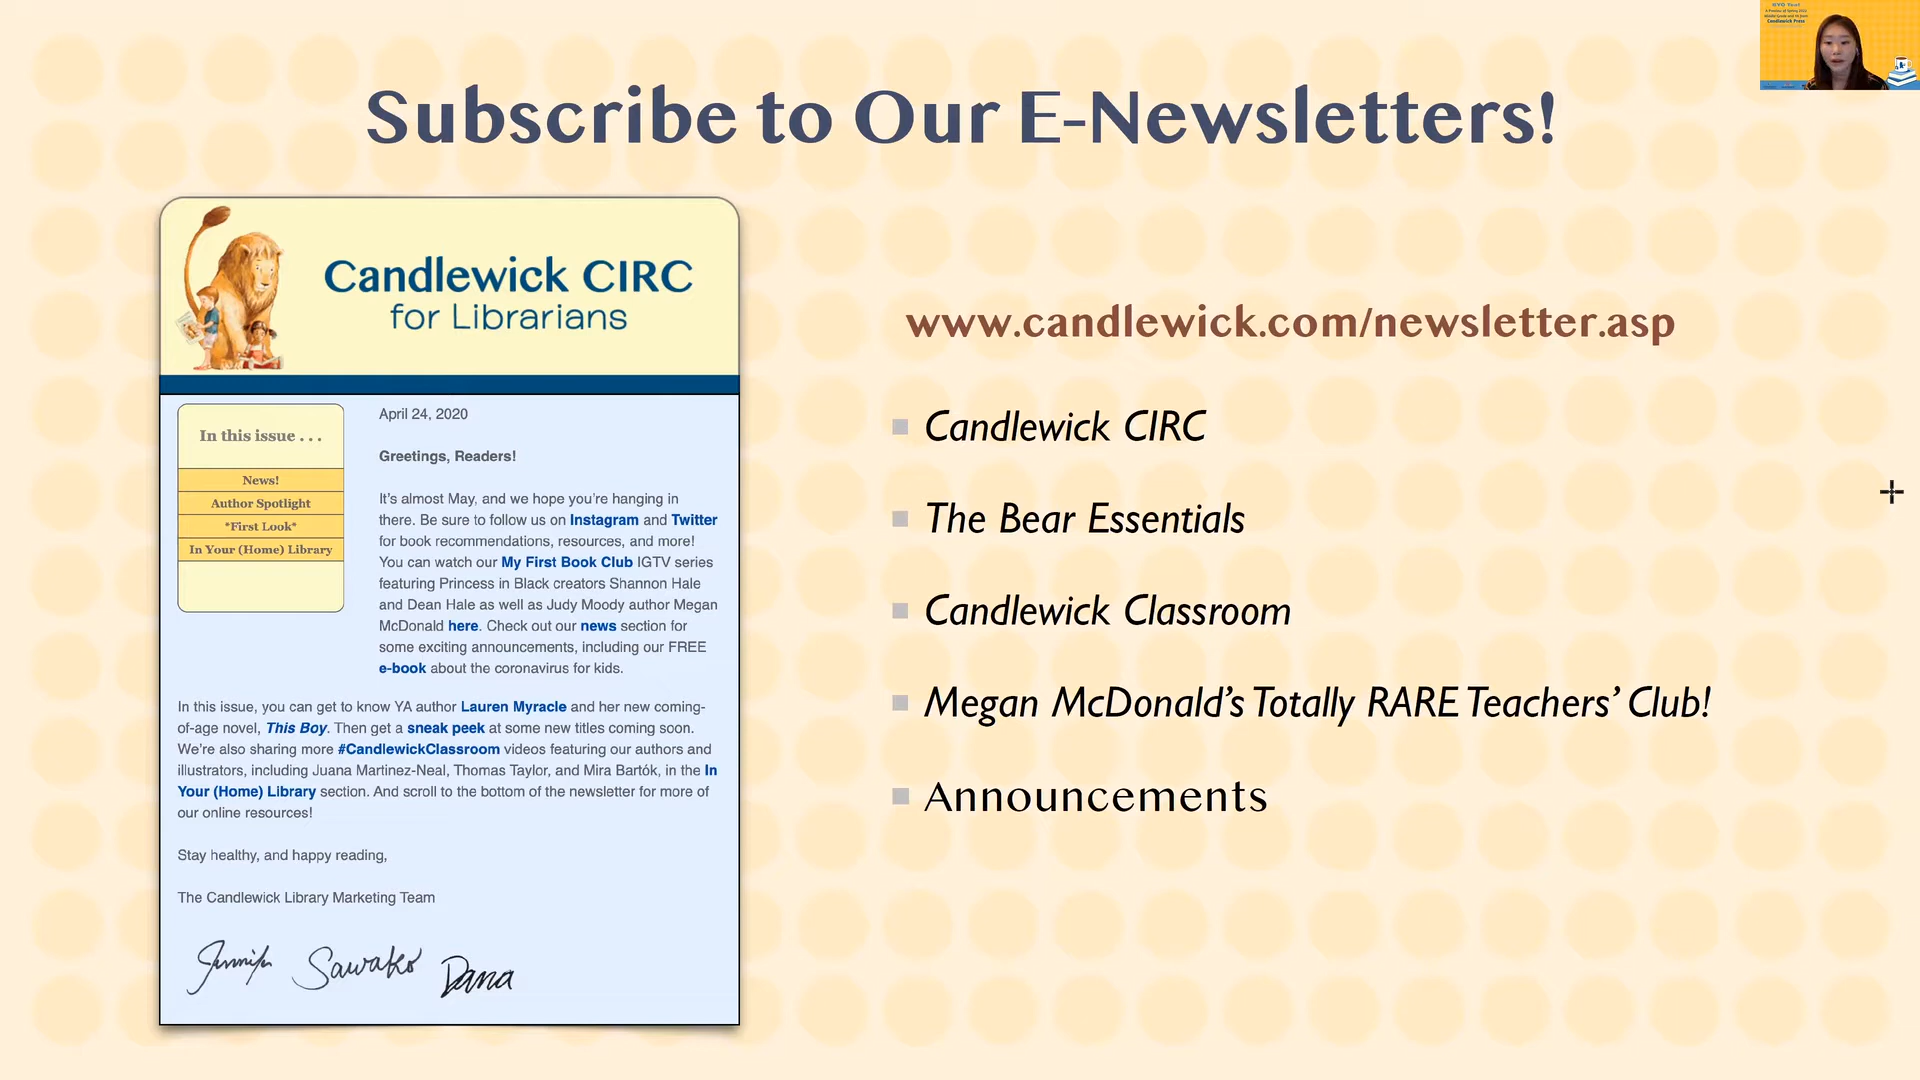 Subscribe to Our E-Newsletters!
Candlewick CIRC
for Librarians
In this issue . . .
News!
Author Spotlight
*First Look*
In Your (Home) Library
April 24, 2020
Greetings, Readers!
It's almost May, and we hope you're hanging in
there. Be sure to follow us on Instagram and Twitter
for book recommendations, resources, and more!
You can watch our My First Book Club IGTV series
featuring Princess in Black creators Shannon Hale
and Dean Hale as well as Judy Moody author Megan
McDonald here. Check out our news section for
some exciting announcements, including our FREE
e-book about the coronavirus for kids.
In this issue, you can get to know YA author Lauren Myracle and her new coming-
of-age novel, This Boy. Then get a sneak peek at some new titles coming soon.
We're also sharing more #CandlewickClassroom videos featuring our authors and
illustrators, including Juana Martinez-Neal, Thomas Taylor, and Mira Bartók, in the In
Your (Home) Library section. And scroll to the bottom of the newsletter for more of
our online resources!
Stay healthy, and happy reading,
The Candlewick Library Marketing Team
Jennifer Sawako Dana
www.candlewick.com/newsletter.asp
Candlewick CIRC
The Bear Essentials
Candlewick Classroom
Megan McDonald's Totally RARE Teachers' Club!
Announcements
Candlewick Press